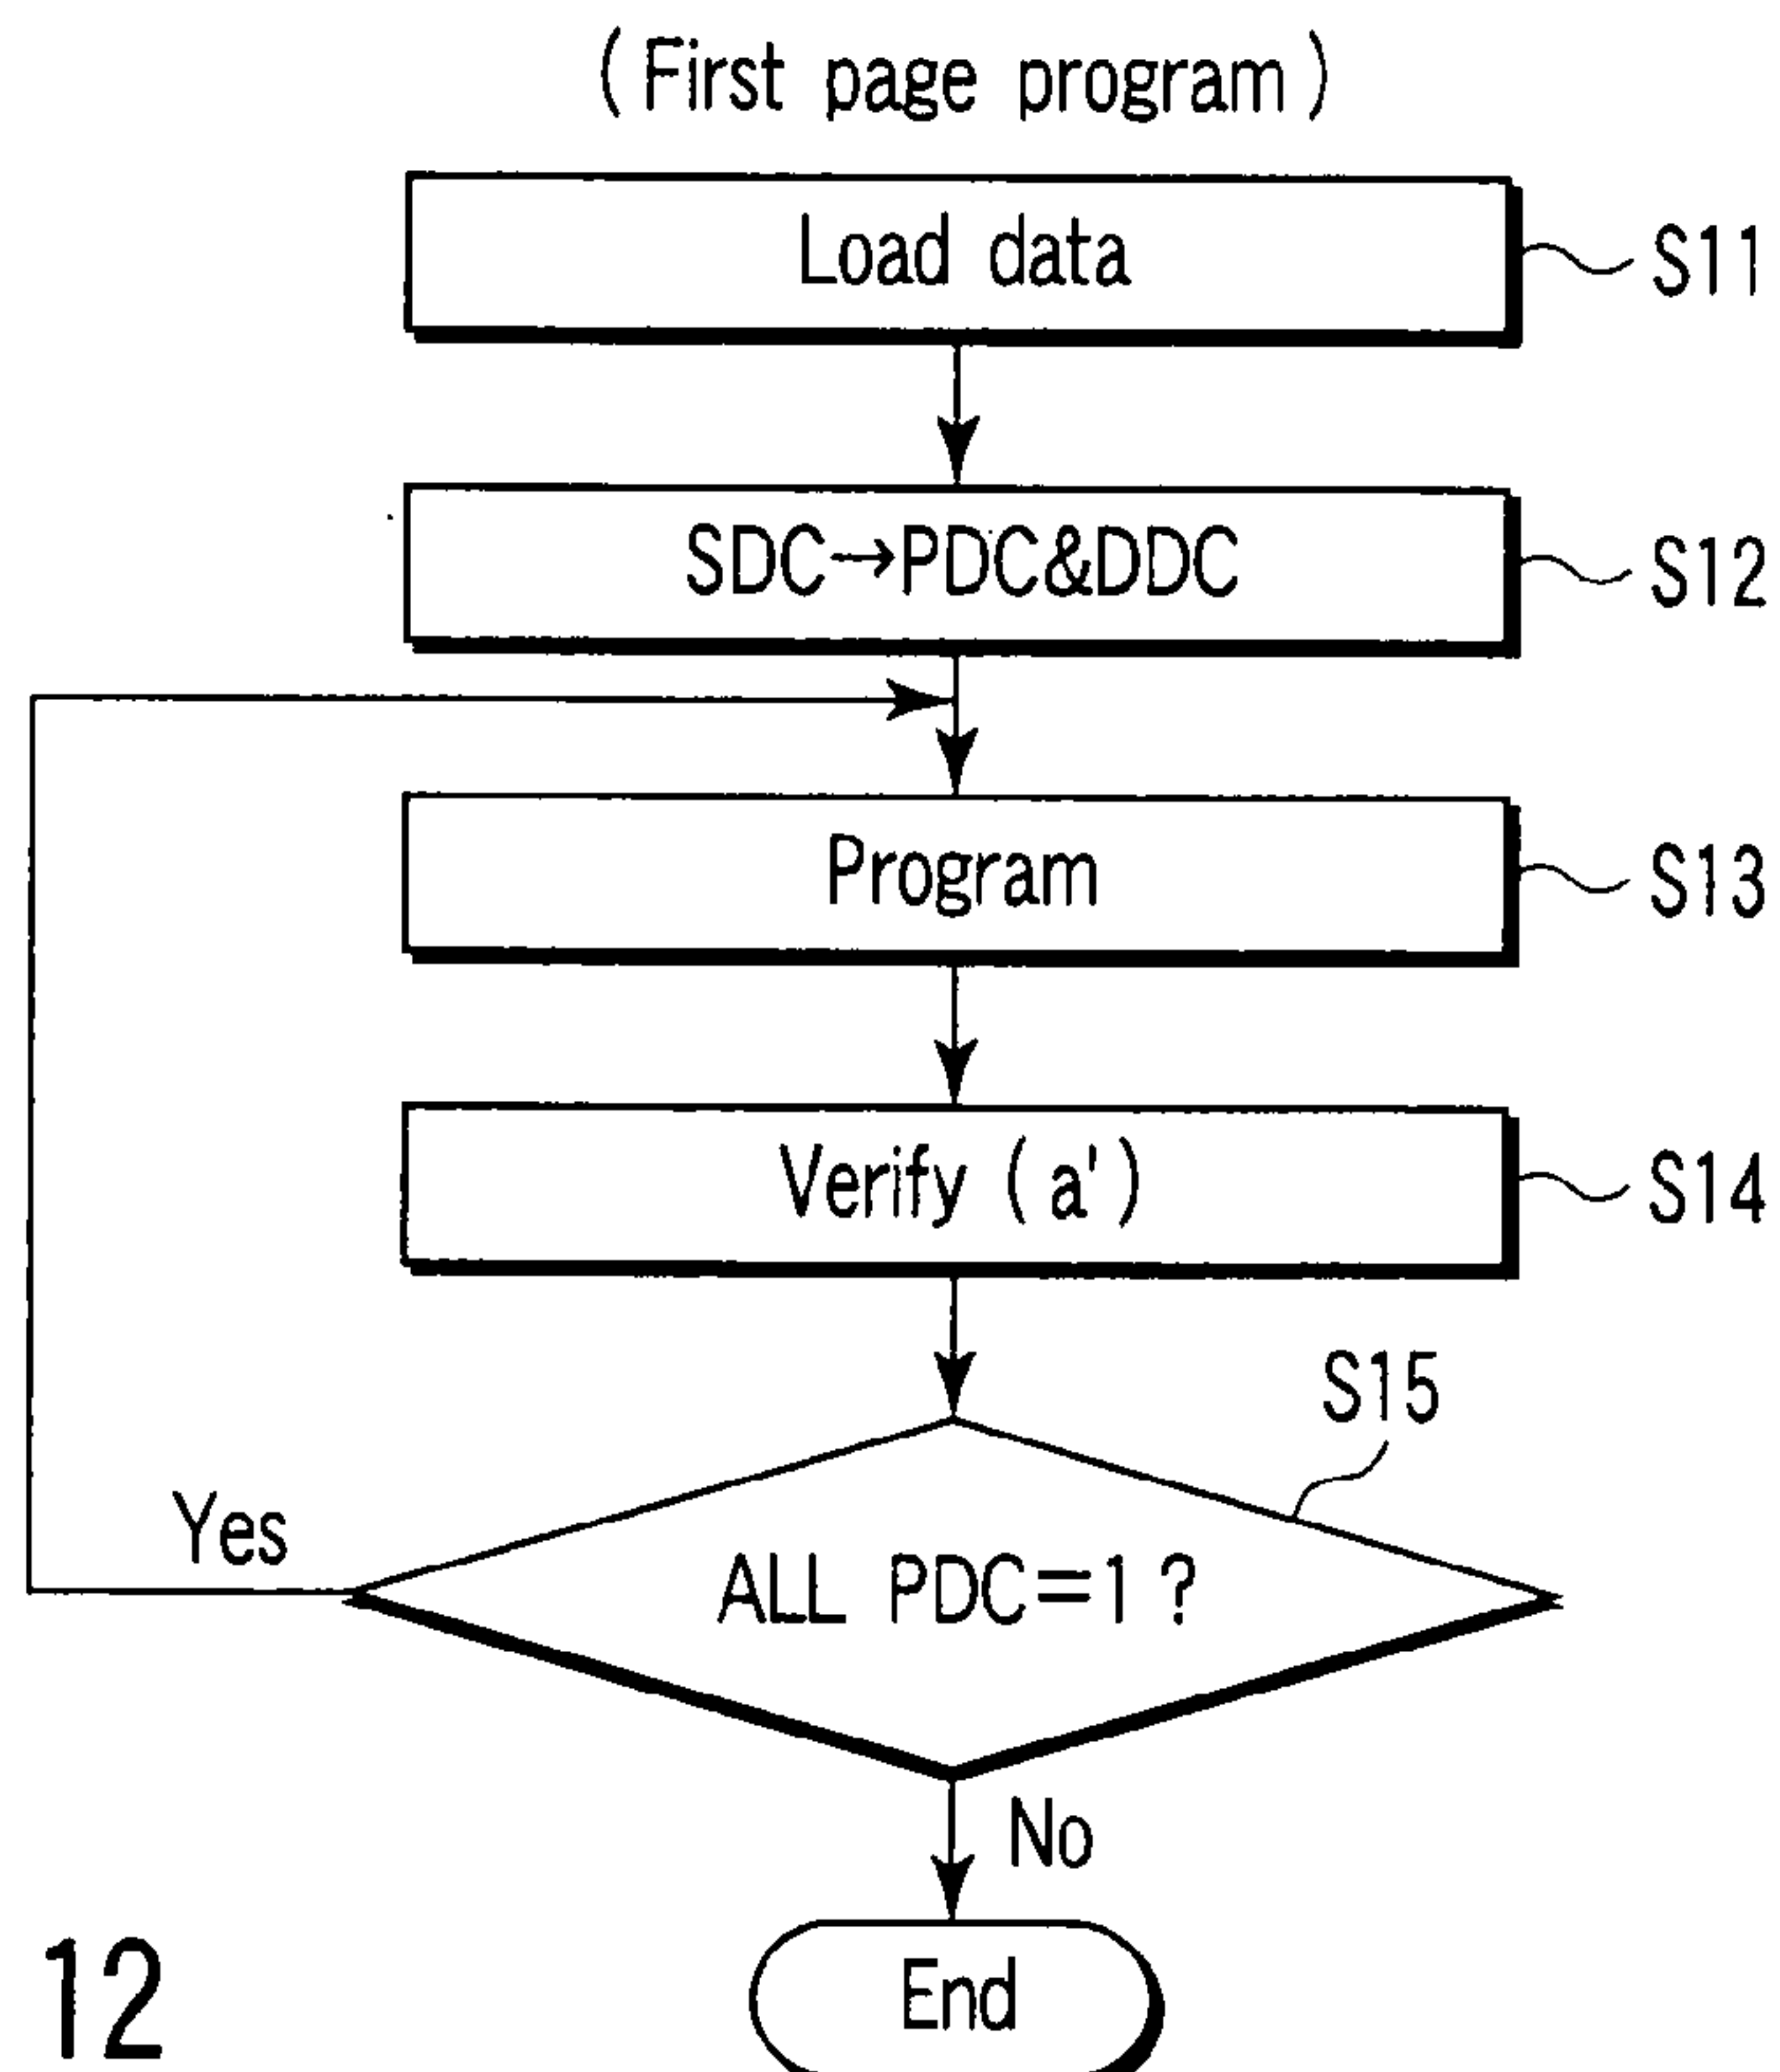 (First page program)
Load data
S11
SDC→PDC&DDC
S12
Program
S13
Verify (a')
S14
S15
Yes
ALL PDC=1 ?
No
End
12